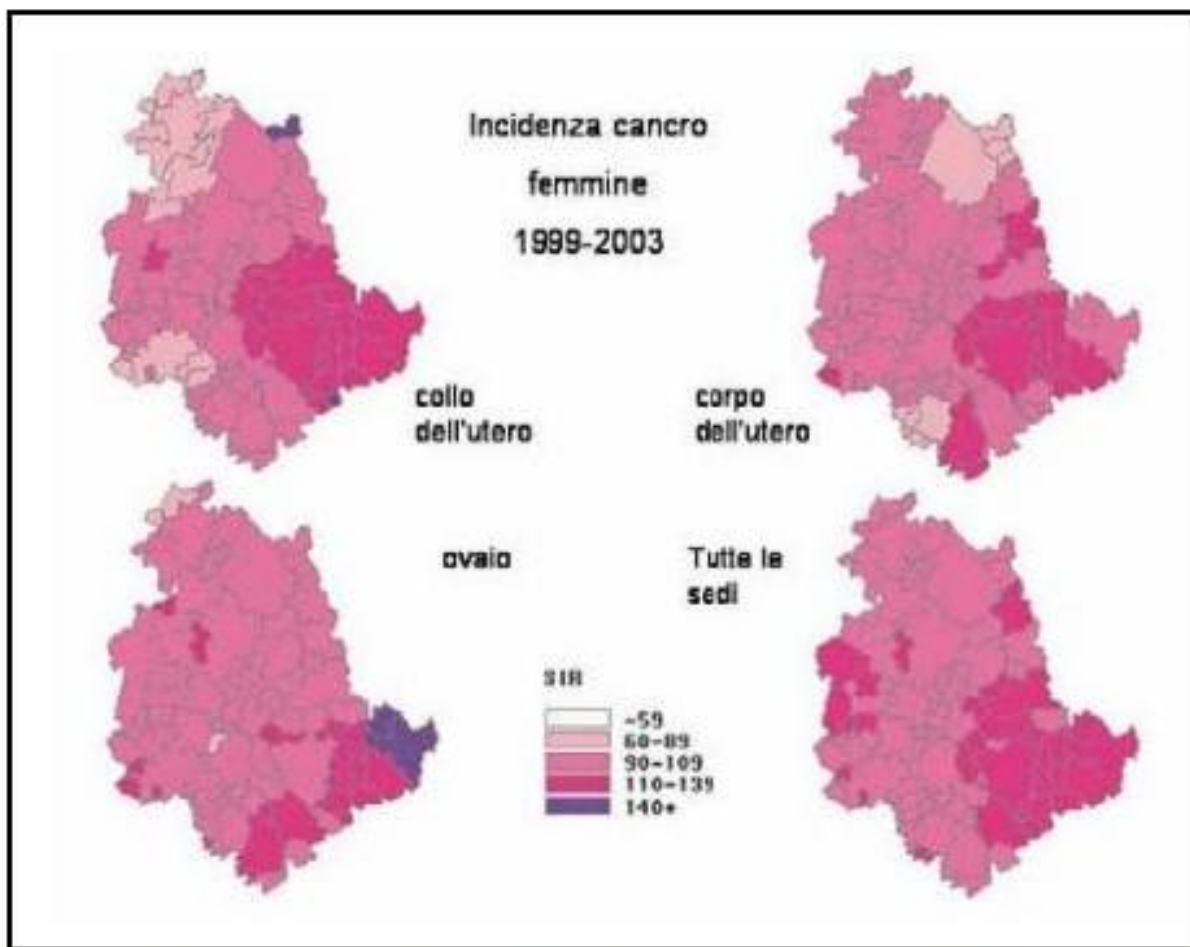 Incidenza cancro
femmine
1999-2003
collo
dell'utero
corpo
dell'utero
ovaio
Tutte le
sedi
SIR
-59
60-89
90-109
110-139
140+